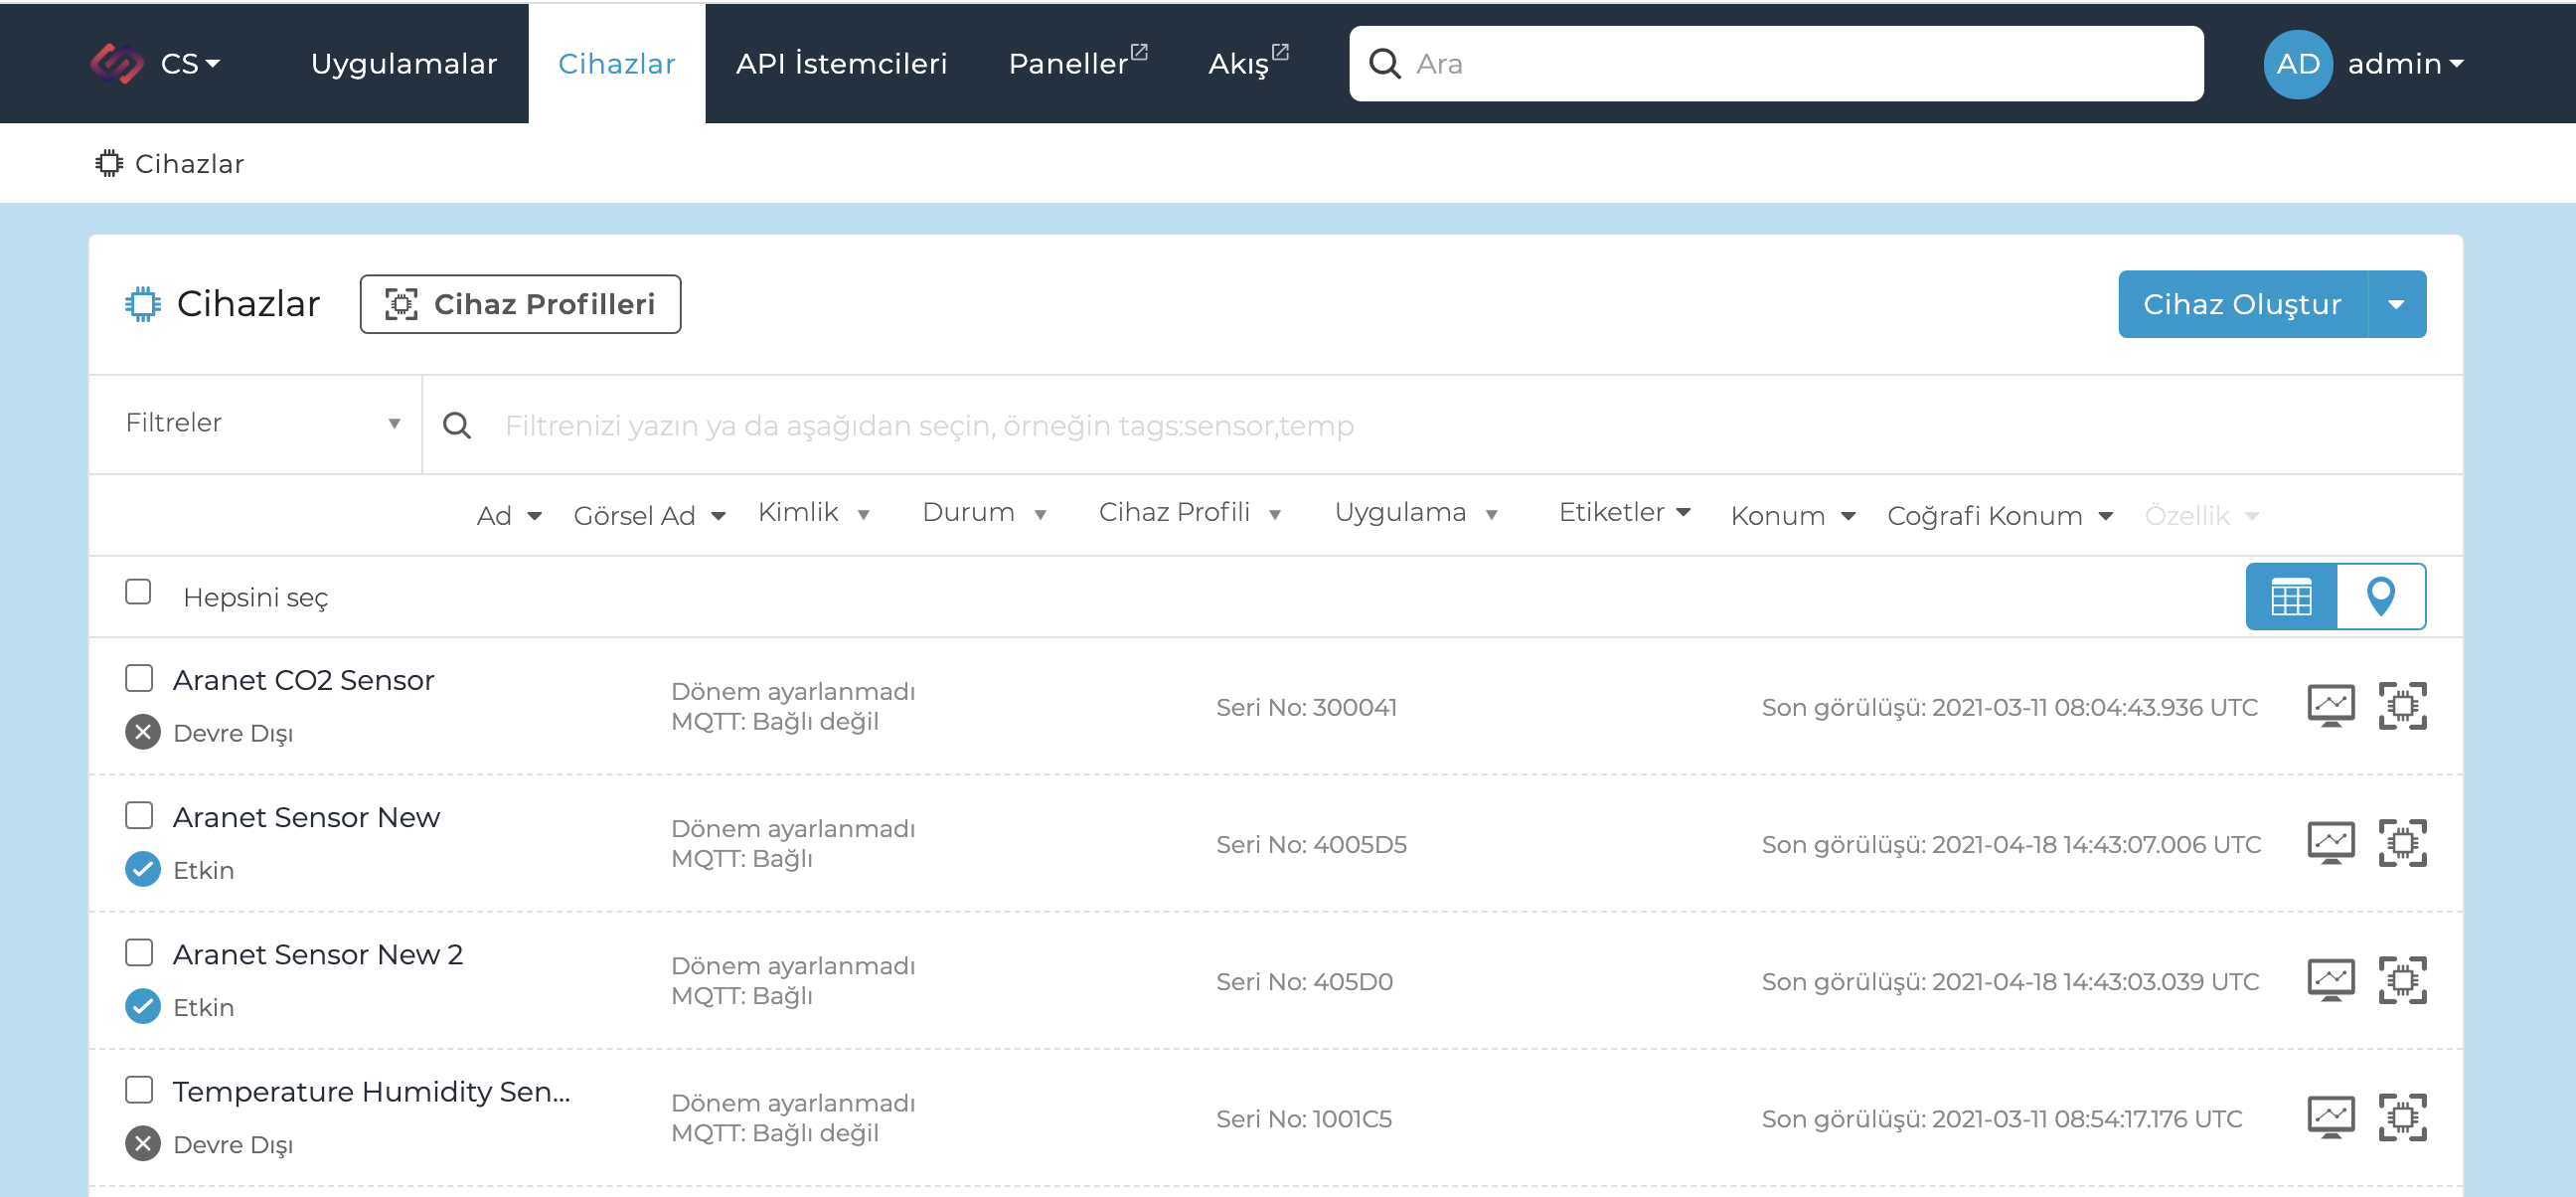 CS Uygulamalar Cihazlar API İstemcileri Paneller Akış Ara AD admin
Cihazlar
Cihazlar Cihaz Profilleri Cihaz Oluştur
Filtreler Filtrenizi yazın ya da aşağıdan seçin, örneğin tags:sensor,temp
Ad Görsel Ad Kimlik Durum Cihaz Profili Uygulama Etiketler Konum Coğrafi Konum Özellik
Hepsini seç
Aranet CO2 Sensor
Devre Dışı
Dönem ayarlanmadı
MQTT: Bağlı değil
Seri No: 300041
Son görülüşü: 2021-03-11 08:04:43.936 UTC
Aranet Sensor New
Etkin
Dönem ayarlanmadı
MQTT: Bağlı
Seri No: 4005D5
Son görülüşü: 2021-04-18 14:43:07.006 UTC
Aranet Sensor New 2
Etkin
Dönem ayarlanmadı
MQTT: Bağlı
Seri No: 405D0
Son görülüşü: 2021-04-18 14:43:03.039 UTC
Temperature Humidity Sen...
Devre Dışı
Dönem ayarlanmadı
MQTT: Bağlı değil
Seri No: 1001C5
Son görülüşü: 2021-03-11 08:54:17.176 UTC